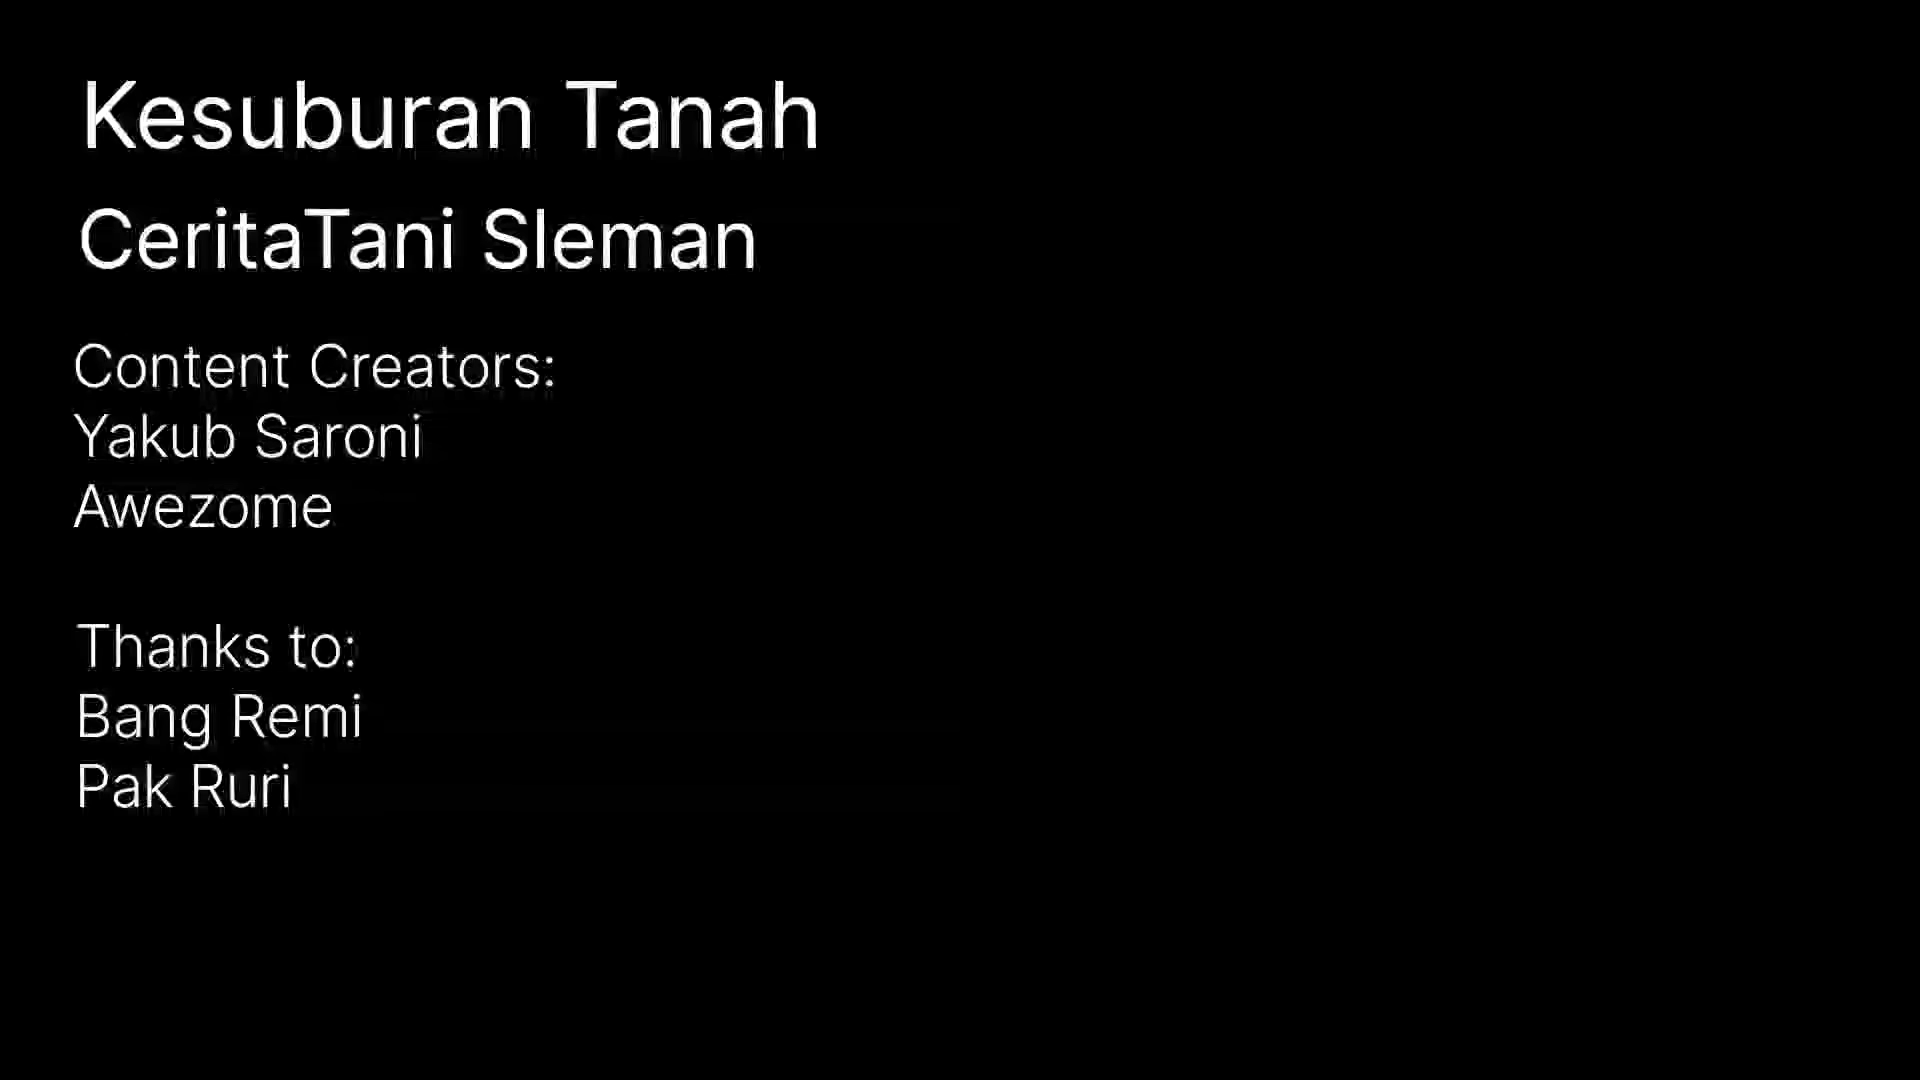 Kesuburan Tanah
CeritaTani Sleman
Content Creators:
Yakub Saroni
Awezome
Thanks to:
Bang Remi
Pak Ruri